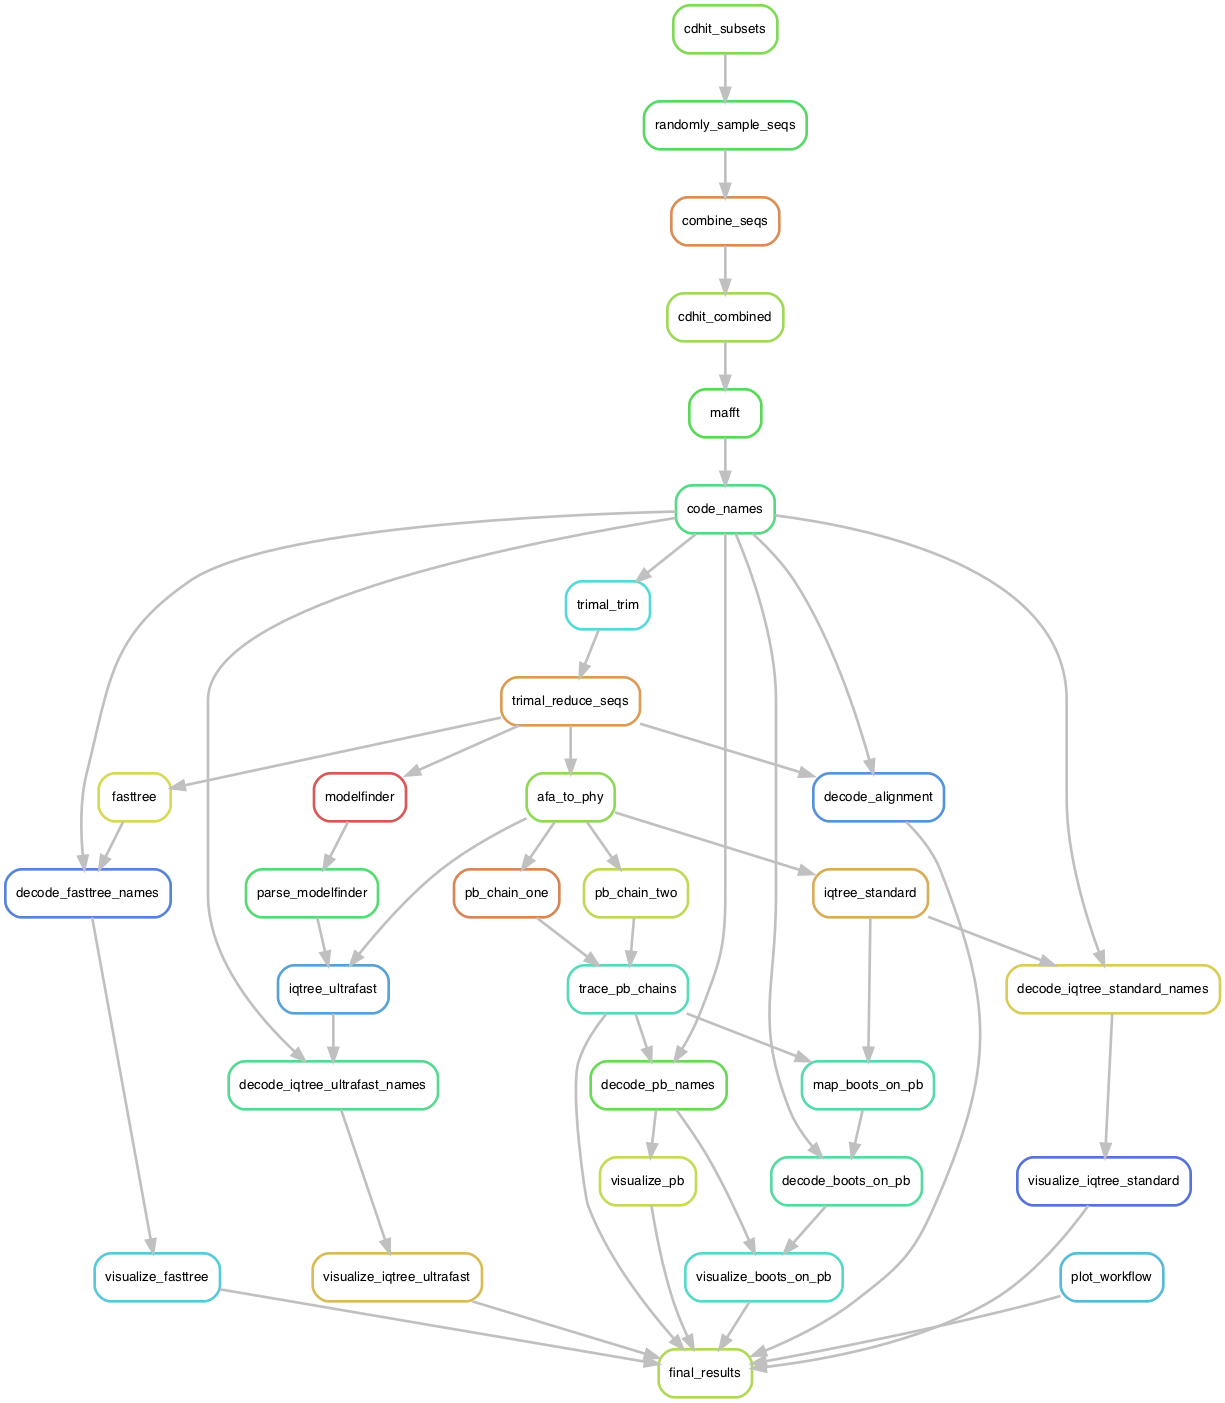 cdhit_subsets
randomly_sample_seqs
combine_seqs
cdhit_combined
mafft
code_names
trimal_trim
trimal_reduce_seqs
fasttree
modelfinder
afa_to_phy
decode_alignment
decode_fasttree_names
parse_modelfinder
pb_chain_one
pb_chain_two
iqtree_standard
iqtree_ultrafast
trace_pb_chains
decode_iqtree_standard_names
decode_iqtree_ultrafast_names
decode_pb_names
map_boots_on_pb
visualize_pb
decode_boots_on_pb
visualize_iqtree_standard
visualize_fasttree
visualize_iqtree_ultrafast
visualize_boots_on_pb
plot_workflow
final_results